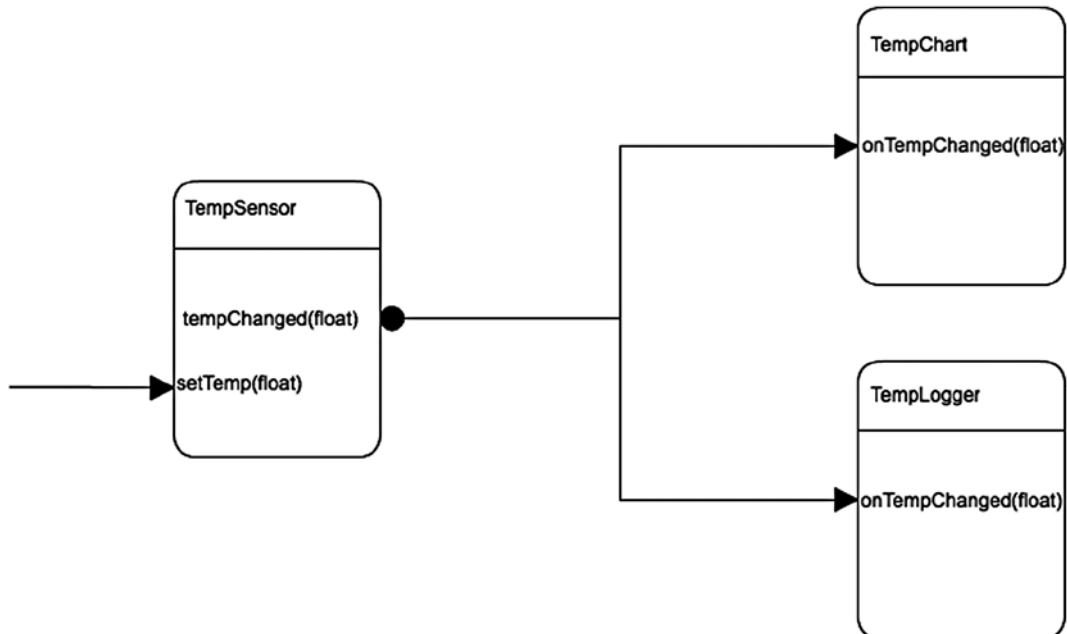 TempSensor
tempChanged(float)
setTemp(float)
TempChart
onTempChanged(float)
TempLogger
onTempChanged(float)